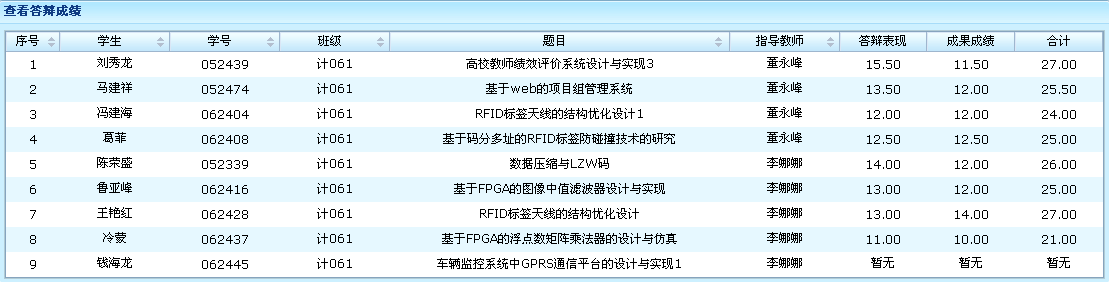 查看答辩成绩
序号 学生 学号 班级 题目 指导教师 答辩表现 成果成绩 合计
1 刘秀龙 052439 计061 高校教师绩效评价系统设计与实现3 董永峰 15.50 11.50 27.00
2 马建祥 052474 计061 基于web的项目组管理系统 董永峰 13.50 12.00 25.50
3 冯建海 062404 计061 RFID标签天线的结构优化设计1 董永峰 12.00 12.00 24.00
4 葛菲 062408 计061 基于码分多址的RFID标签防碰撞技术的研究 董永峰 12.50 12.50 25.00
5 陈荣盛 052339 计061 数据压缩与LZW码 李娜娜 14.00 12.00 26.00
6 鲁亚峰 062416 计061 基于FPGA的图像中值滤波器设计与实现 李娜娜 13.00 12.00 25.00
7 王艳红 062428 计061 RFID标签天线的结构优化设计 李娜娜 13.00 14.00 27.00
8 冷蒙 062437 计061 基于FPGA的浮点数矩阵乘法器的设计与仿真 李娜娜 11.00 10.00 21.00
9 钱海龙 062445 计061 车辆监控系统中GPRS通信平台的设计与实现1 李娜娜 暂无 暂无 暂无